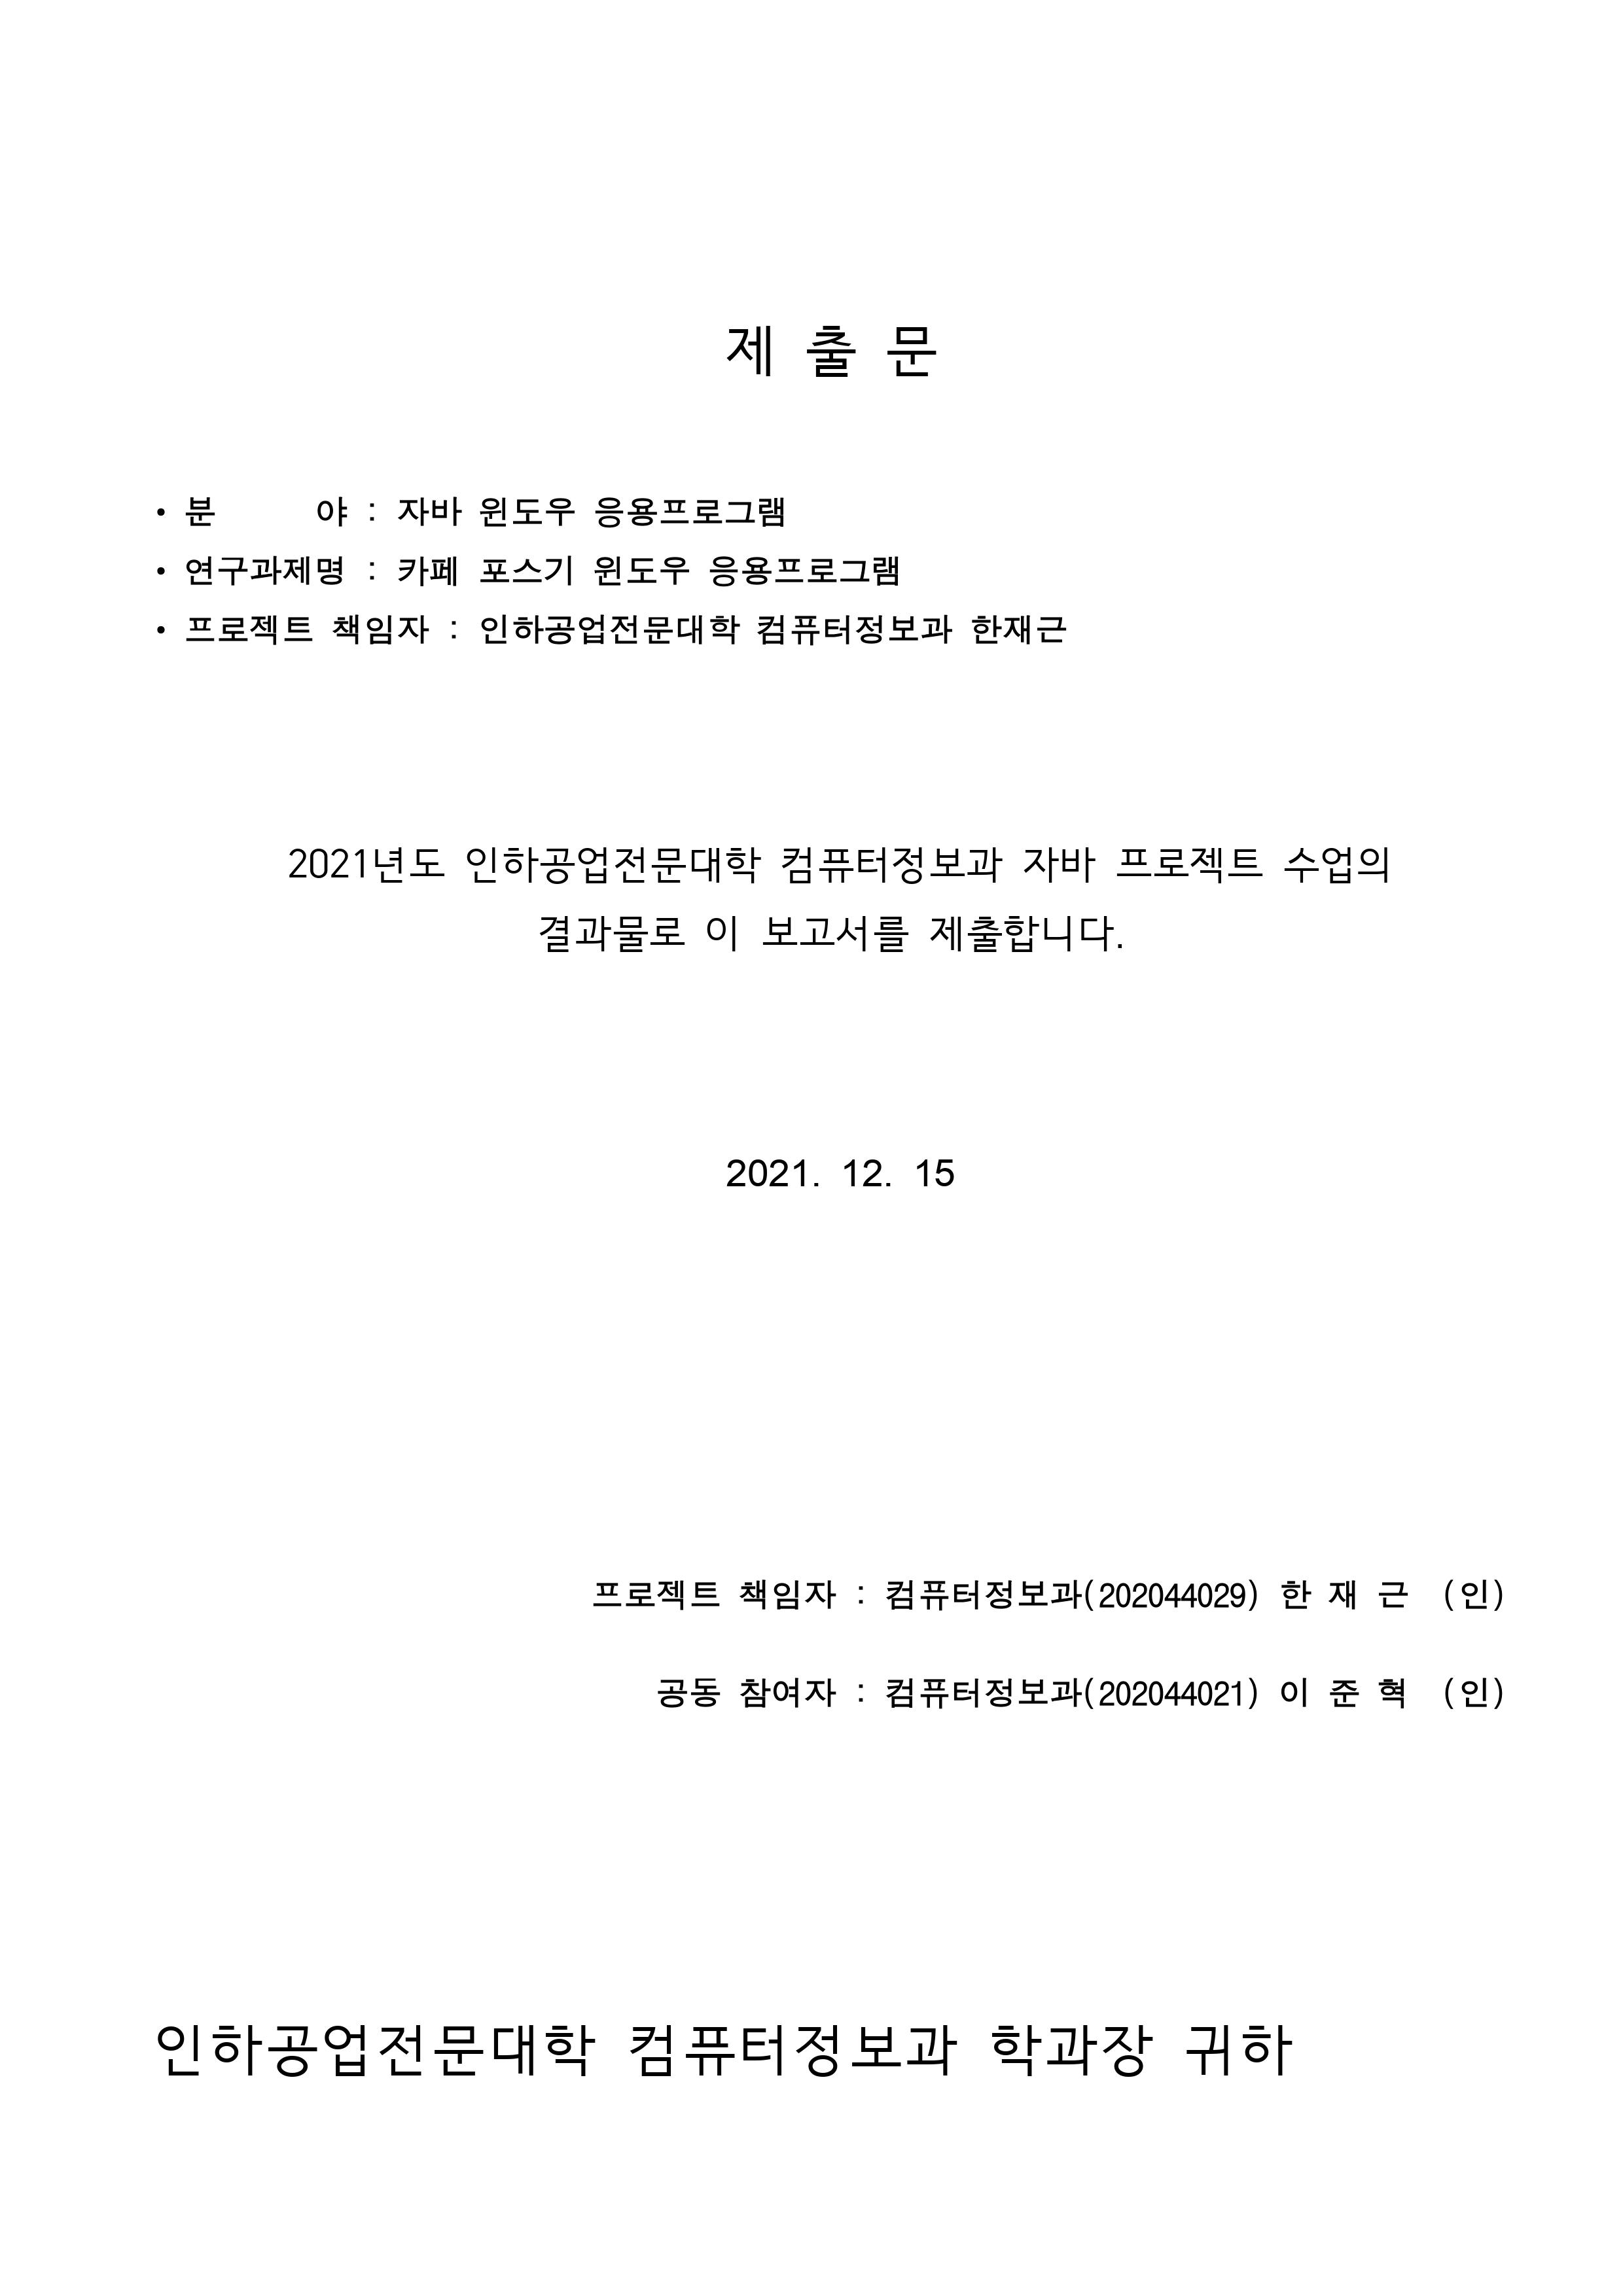 제 출 문
• 분 야 : 자바 윈도우 응용프로그램
• 연구과제명 : 카페 포스기 윈도우 응용프로그램
• 프로젝트 책임자 : 인하공업전문대학 컴퓨터정보과 한재근
2021년도 인하공업전문대학 컴퓨터정보과 자바 프로젝트 수업의
결과물로 이 보고서를 제출합니다.
2021. 12. 15
프로젝트 책임자 : 컴퓨터정보과(202044029) 한 재 근 (인)
공동 참여자 : 컴퓨터정보과(202044021) 이 준 혁 (인)
인하공업전문대학 컴퓨터정보과 학과장 귀하